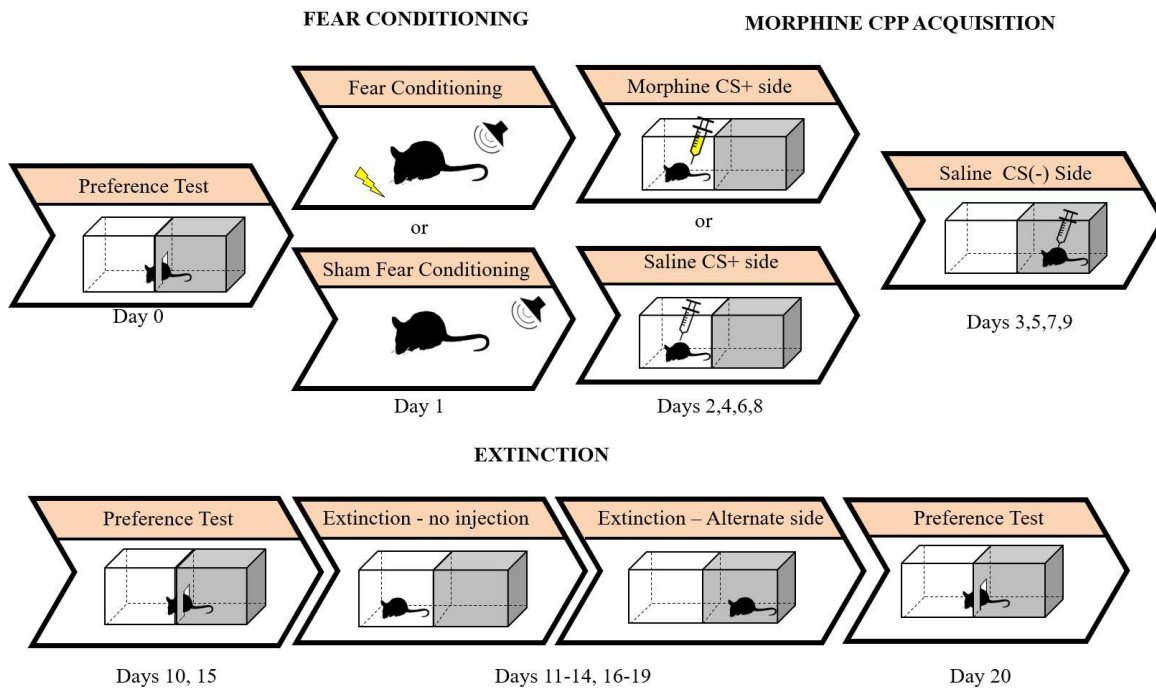 FEAR CONDITIONING
MORPHINE CPP ACQUISITION
Fear Conditioning
Morphine CS+ side
Preference Test
Saline CS(-) Side
or
or
Sham Fear Conditioning
Saline CS+ side
Day 0
Days 3,5,7,9
Day 1
Days 2,4,6,8
EXTINCTION
Preference Test
Extinction - no injection
Extinction – Alternate side
Preference Test
Days 10, 15
Days 11-14, 16-19
Day 20